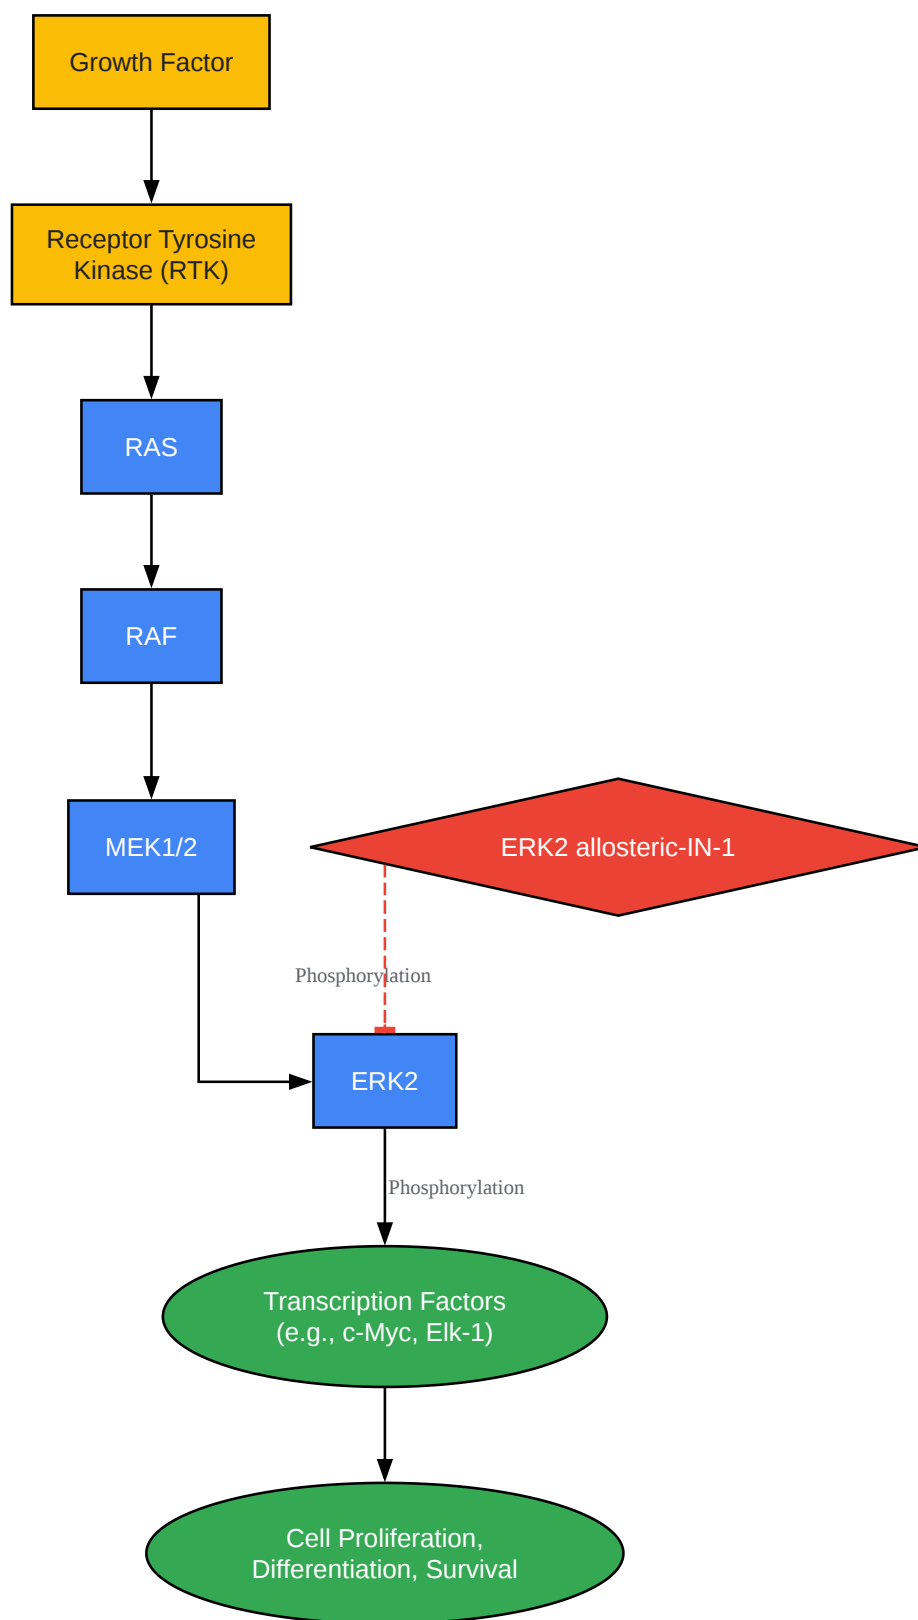 Growth Factor
Receptor Tyrosine
Kinase (RTK)
RAS
RAF
MEK1/2
ERK2 allosteric-IN-1
Phosphorylation
ERK2
Phosphorylation
Transcription Factors
(e.g., c-Myc, Elk-1)
Cell Proliferation,
Differentiation, Survival